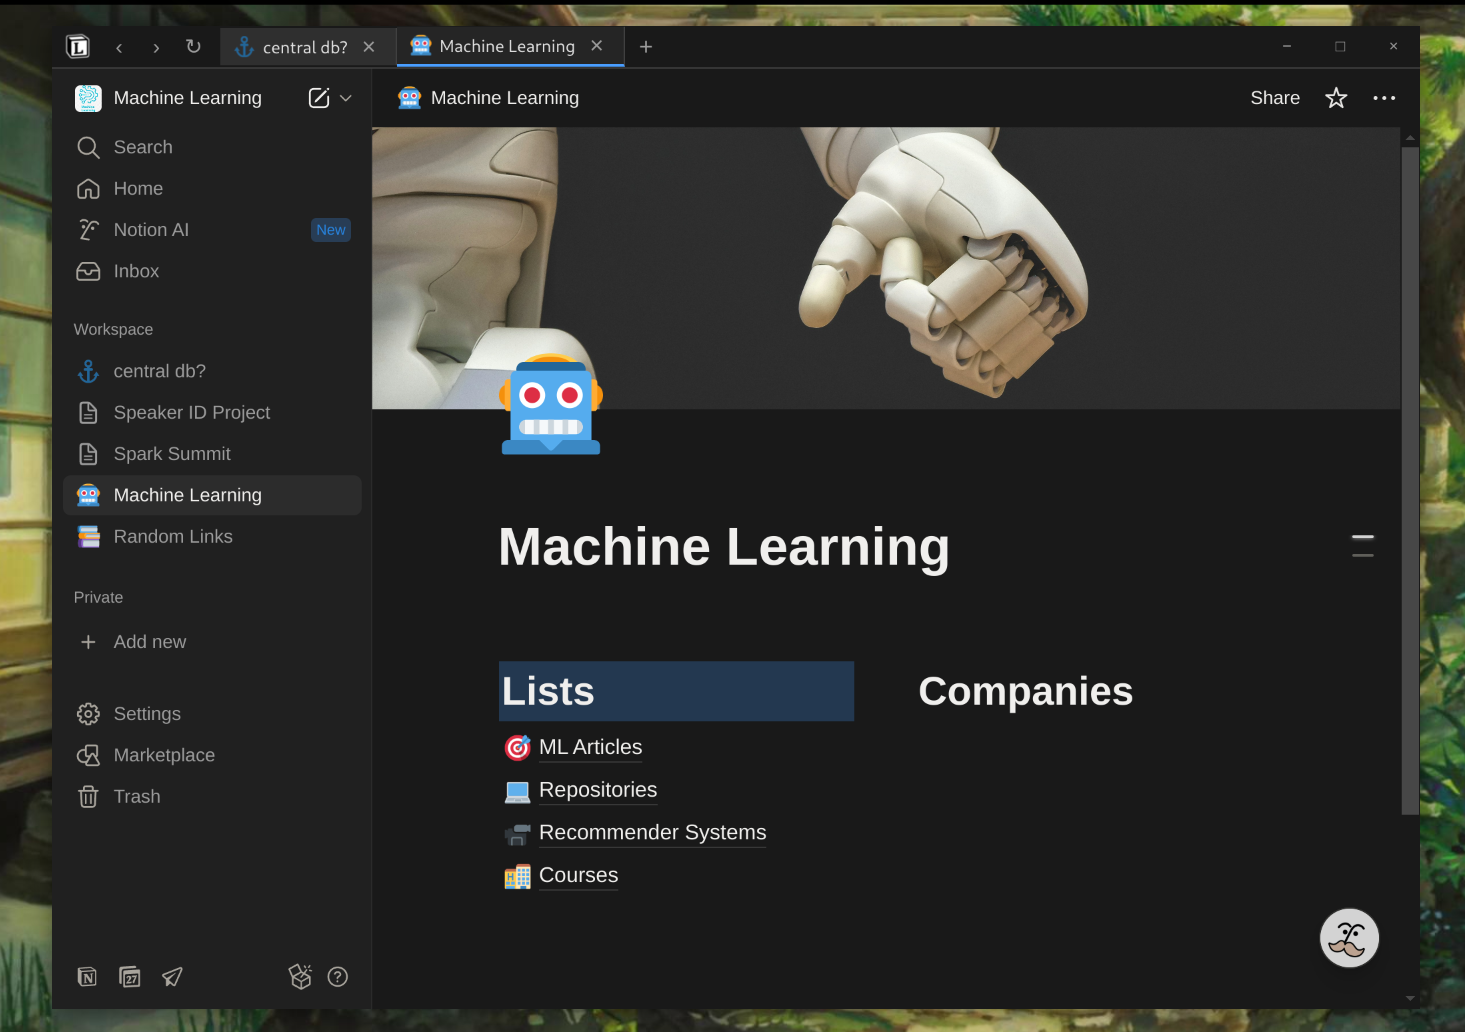 central db?
Machine Learning
Machine Learning
Machine Learning
Share
Search
Home
Notion AI New
Inbox
Workspace
central db?
Speaker ID Project
Spark Summit
Machine Learning
Random Links
Private
Add new
Settings
Marketplace
Trash
27
Machine Learning
Lists
ML Articles
Repositories
Recommender Systems
Courses
Companies